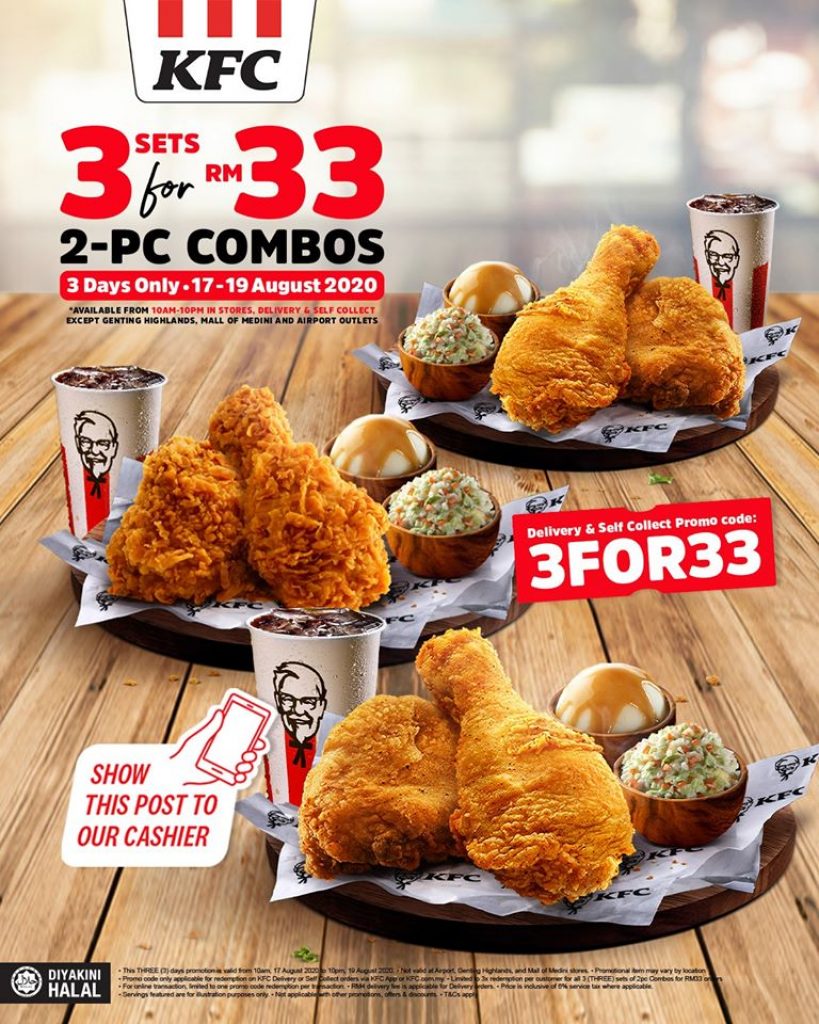 KFC
3 SETS for RM33
2-PC COMBOS
3 Days Only • 17-19 August 2020
*AVAILABLE FROM 10AM-10PM IN STORES, DELIVERY & SELF COLLECT
EXCEPT GENTING HIGHLANDS, MALL OF MEDINI AND AIRPORT OUTLETS
KFC
KFC
KFC
Delivery & Self Collect Promo code:
3FOR33
KFC
SHOW
THIS POST TO
OUR CASHIER
KFC
KFC
DIYAKINI
HALAL
• This THREE (3) days promotion is valid from 10am, 17 August 2020 to 10pm, 19 August 2020. • Not valid at Airport, Genting Highlands, and Mall of Medini stores. • Promotional item may vary by location
• Promo code only applicable for redemption on KFC Delivery or Self Collect orders via KFC App or KFC.com.my. • Limited to 3x redemption per customer for all 3 (THREE) sets of 2pc Combos for RM33 orders
• For online transaction, limited to one promo code redemption per transaction. • RM4 delivery fee is applicable for Delivery orders. • Price is inclusive of 6% service tax where applicable.
• Servings featured are for illustration purposes only. • Not applicable with other promotions, offers & discounts. • T&Cs apply